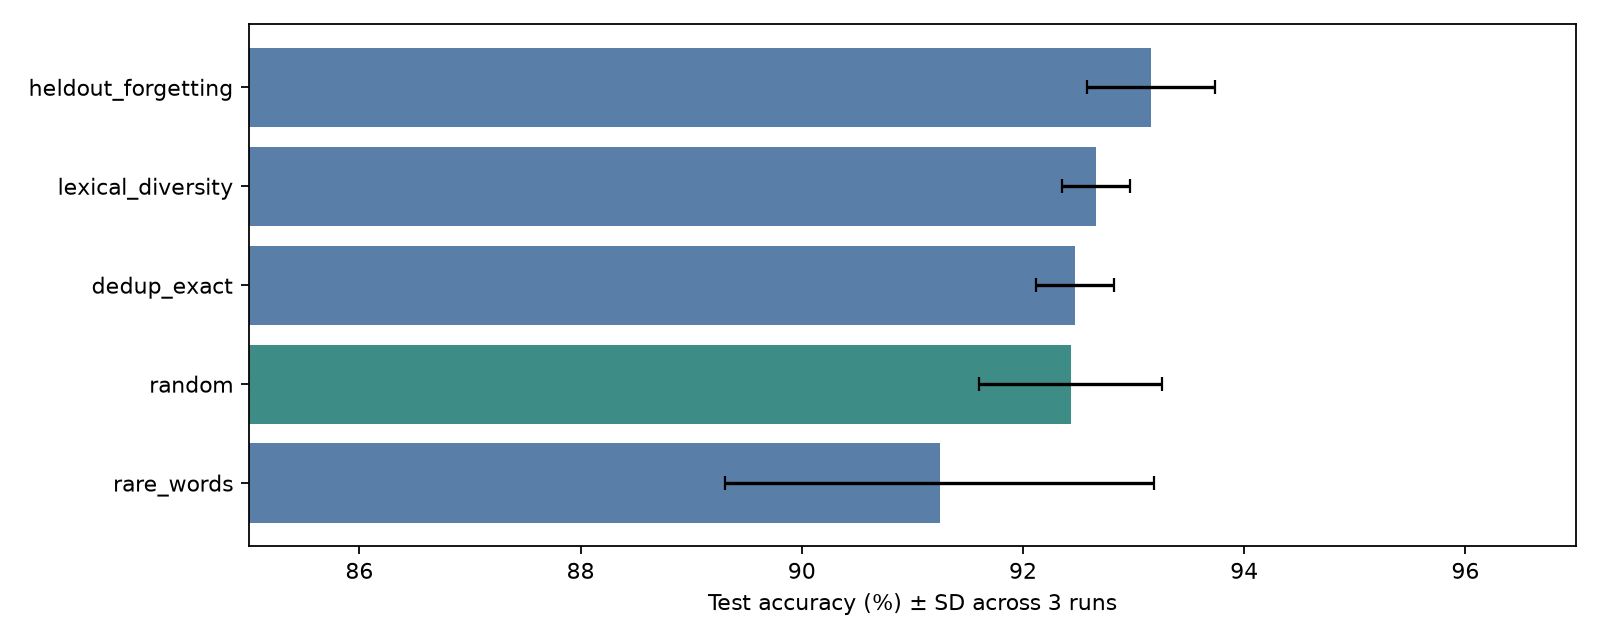 heldout_forgetting
lexical_diversity
dedup_exact
random
rare_words
86 88 90 92 94 96
Test accuracy (%) ± SD across 3 runs